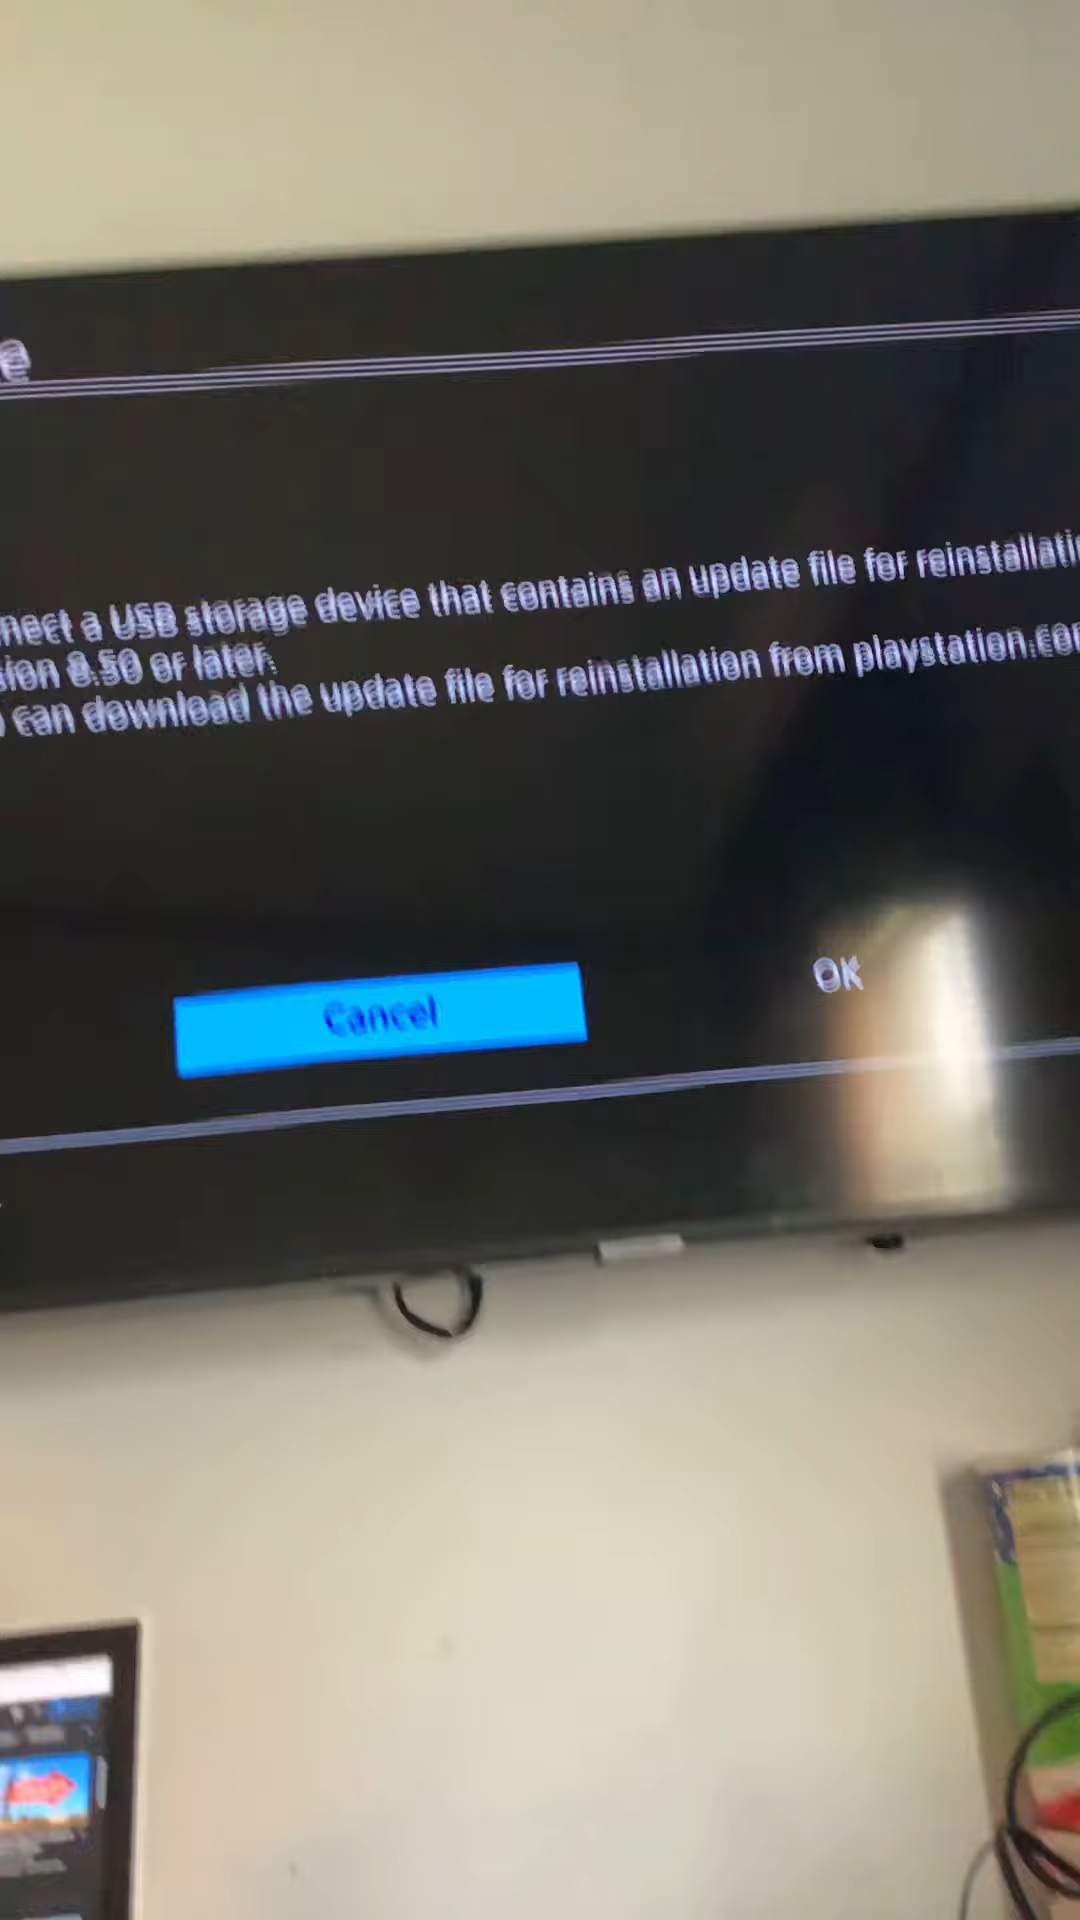 e
nect a USB storage device that contains an update file for reinstallati
sion 8.50 or later.
can download the update file for reinstallation from playstation.co
Cancel
OK